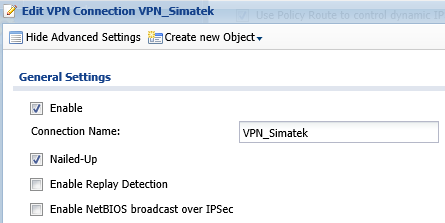 Edit VPN Connection VPN_Simatek
Use Policy Route to control dynamic IPS
Hide Advanced Settings Create new Object
General Settings
Enable
Connection Name: VPN_Simatek
Nailed-Up
Enable Replay Detection
Enable NetBIOS broadcast over IPSec